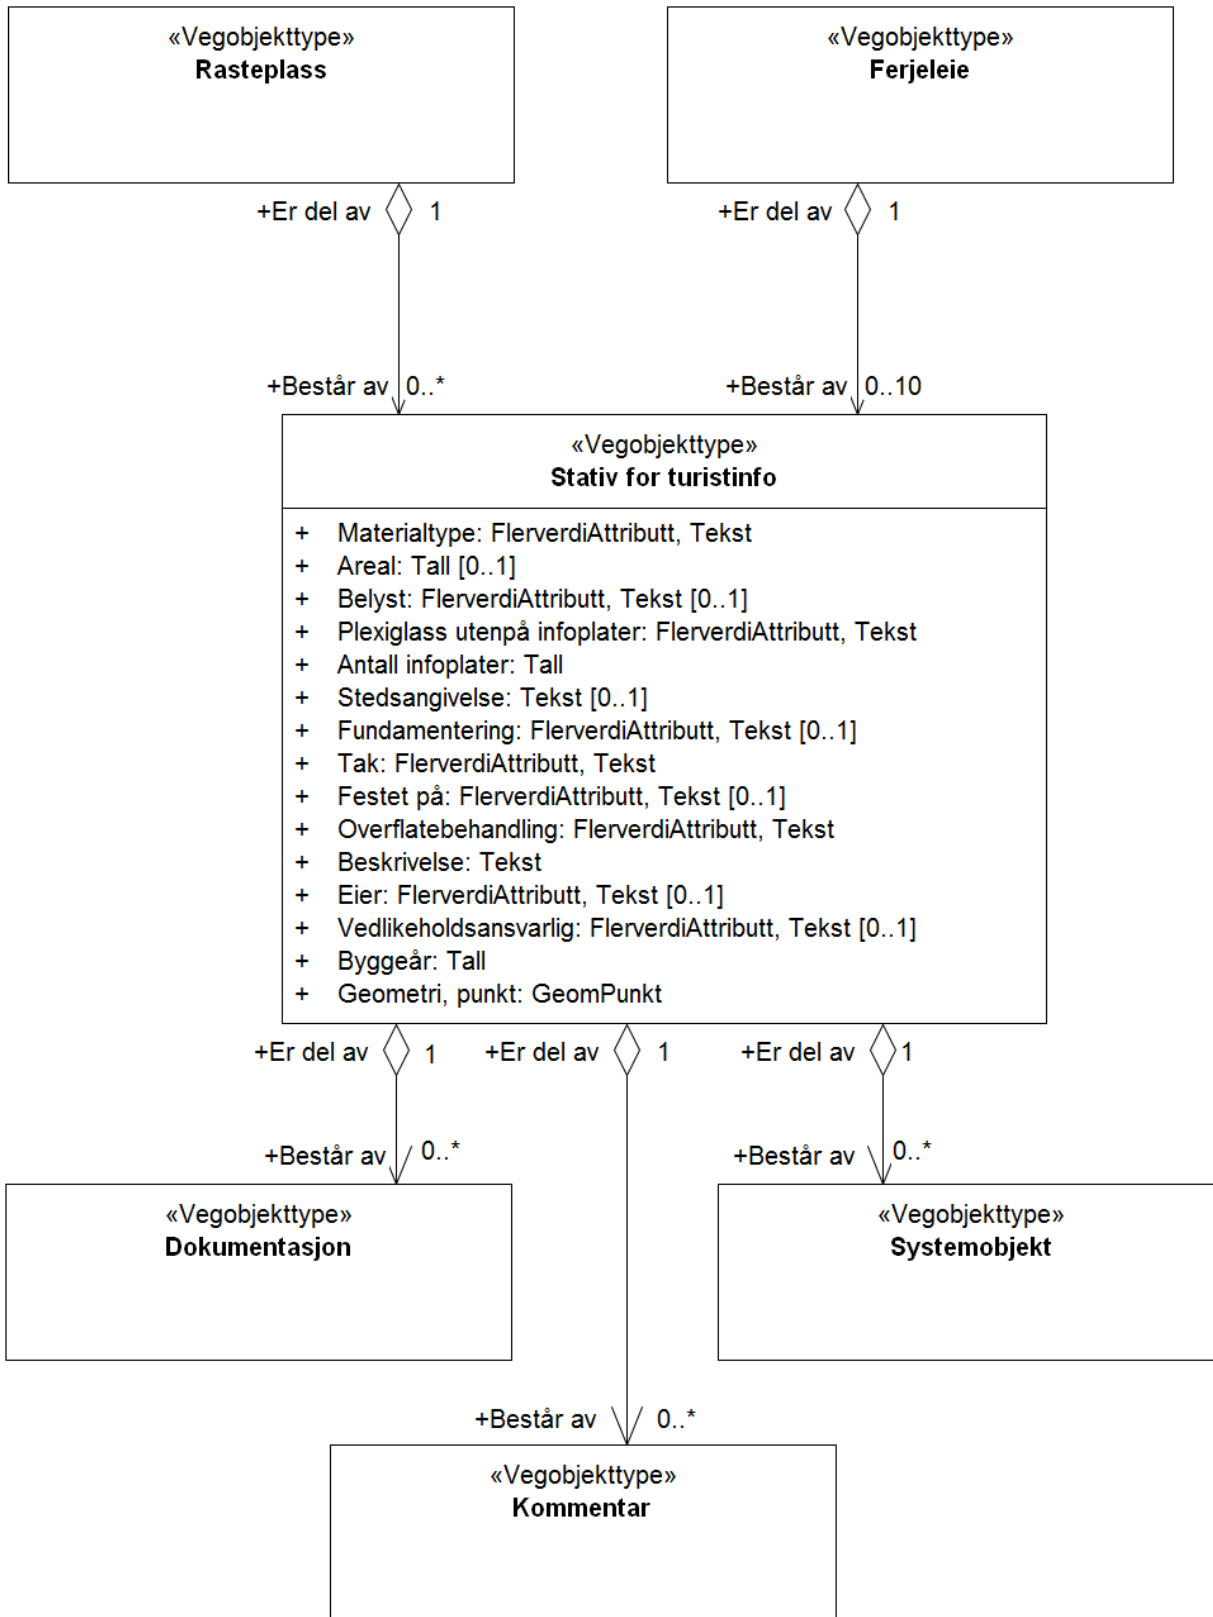 «Vegobjekttype»
Rasteplass
«Vegobjekttype»
Ferjeleie
+Er del av 1
+Er del av 1
+Består av 0..*
+Består av 0..10
«Vegobjekttype»
Stativ for turistinfo
+ Materialtype: FlerverdiAttributt, Tekst
+ Areal: Tall [0..1]
+ Belyst: FlerverdiAttributt, Tekst [0..1]
+ Plexiglass utenpå infoplater: FlerverdiAttributt, Tekst
+ Antall infoplater: Tall
+ Stedsangivelse: Tekst [0..1]
+ Fundamentering: FlerverdiAttributt, Tekst [0..1]
+ Tak: FlerverdiAttributt, Tekst
+ Festet på: FlerverdiAttributt, Tekst [0..1]
+ Overflatebehandling: FlerverdiAttributt, Tekst
+ Beskrivelse: Tekst
+ Eier: FlerverdiAttributt, Tekst [0..1]
+ Vedlikeholdsansvarlig: FlerverdiAttributt, Tekst [0..1]
+ Byggeår: Tall
+ Geometri, punkt: GeomPunkt
+Er del av 1
+Er del av 1
+Er del av 1
+Består av 0..*
+Består av 0..*
«Vegobjekttype»
Dokumentasjon
«Vegobjekttype»
Systemobjekt
+Består av 0..*
«Vegobjekttype»
Kommentar